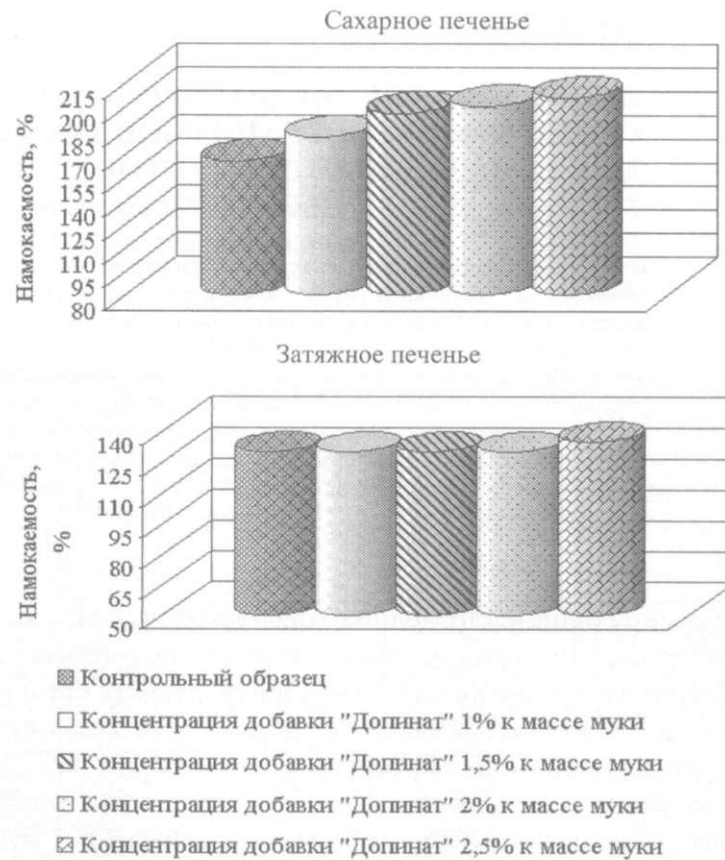 Сахарное печенье
Намокаемость, %
215
200
185
170
155
140
125
110
95
80
Затяжное печенье
Намокаемость,
%
140
125
110
95
80
65
50
Контрольный образец
Концентрация добавки "Допинат" 1% к массе муки
Концентрация добавки "Допинат" 1,5% к массе муки
Концентрация добавки "Допинат" 2% к массе муки
Концентрация добавки "Допинат" 2,5% к массе муки